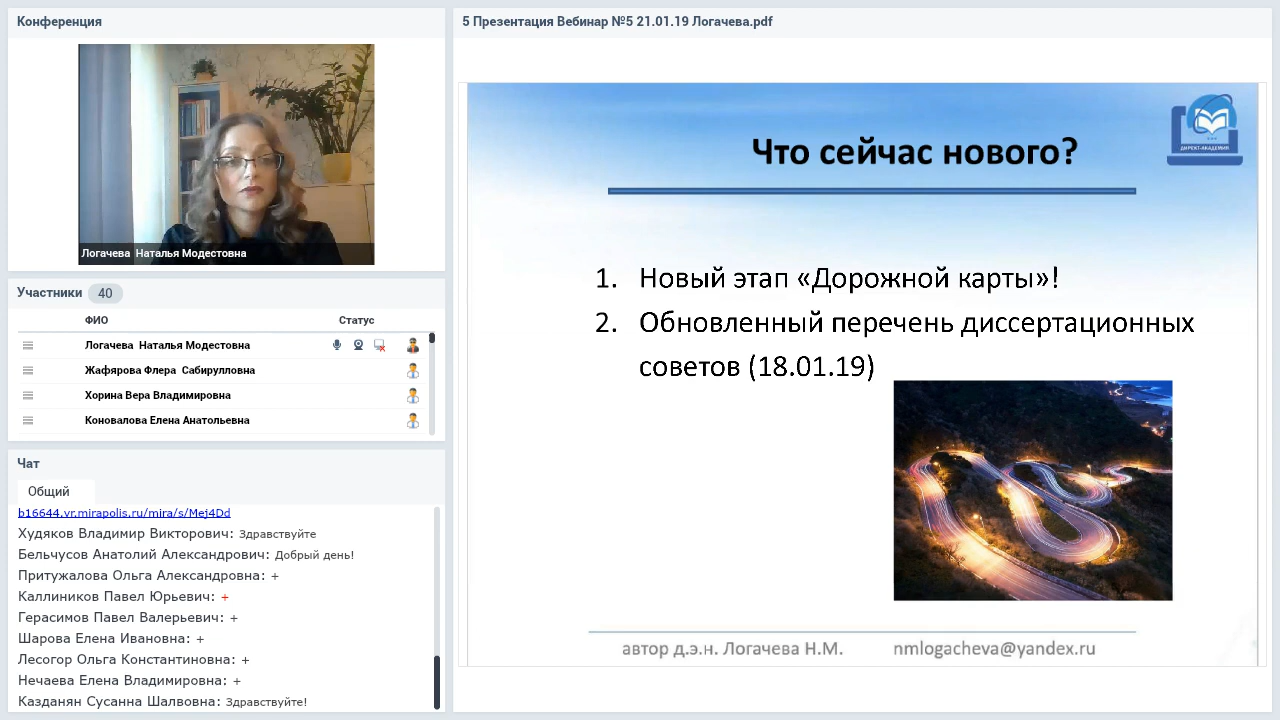 Конференция
Логачева  Наталья Модестовна
Участники 40
ФИО Статус
Логачева  Наталья Модестовна
Жафярова Флера  Сабирулловна
Хорина Вера Владимировна
Коновалова Елена Анатольевна
Чат
Общий
b16644.vr.mirapolis.ru/mira/s/Mej4Dd
Худяков Владимир Викторович: Здравствуйте
Бельчусов Анатолий Александрович: Добрый день!
Притужалова Ольга Александровна: +
Каллиников Павел Юрьевич: +
Герасимов Павел Валерьевич: +
Шарова Елена Ивановна: +
Лесогор Ольга Константиновна: +
Нечаева Елена Владимировна: +
Казданян Сусанна Шалвовна: Здравствуйте!
5 Презентация Вебинар №5 21.01.19 Логачева.pdf
ДИРЕКТ-АКАДЕМИЯ
Что сейчас нового?
1. Новый этап «Дорожной карты»!
2. Обновленный перечень диссертационных
советов (18.01.19)
автор д.э.н. Логачева Н.М. nmlogacheva@yandex.ru